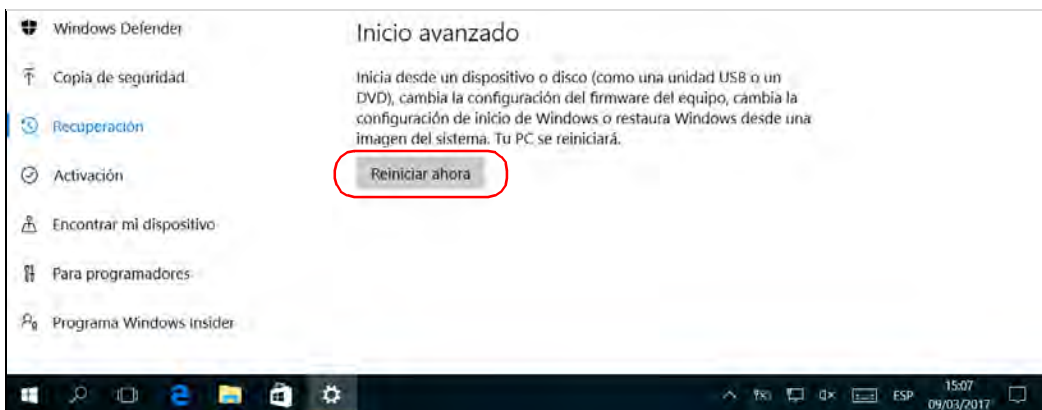 Windows Defender
Copia de seguridad
Recuperación
Activación
Encontrar mi dispositivo
Para programadores
Programa Windows Insider
Inicio avanzado
Inicia desde un dispositivo o disco (como una unidad USB o un
DVD), cambia la configuración del firmware del equipo, cambia la
configuración de inicio de Windows o restaura Windows desde una
imagen del sistema. Tu PC se reiniciará.
Reiniciar ahora
ESP
15:07
09/03/2017